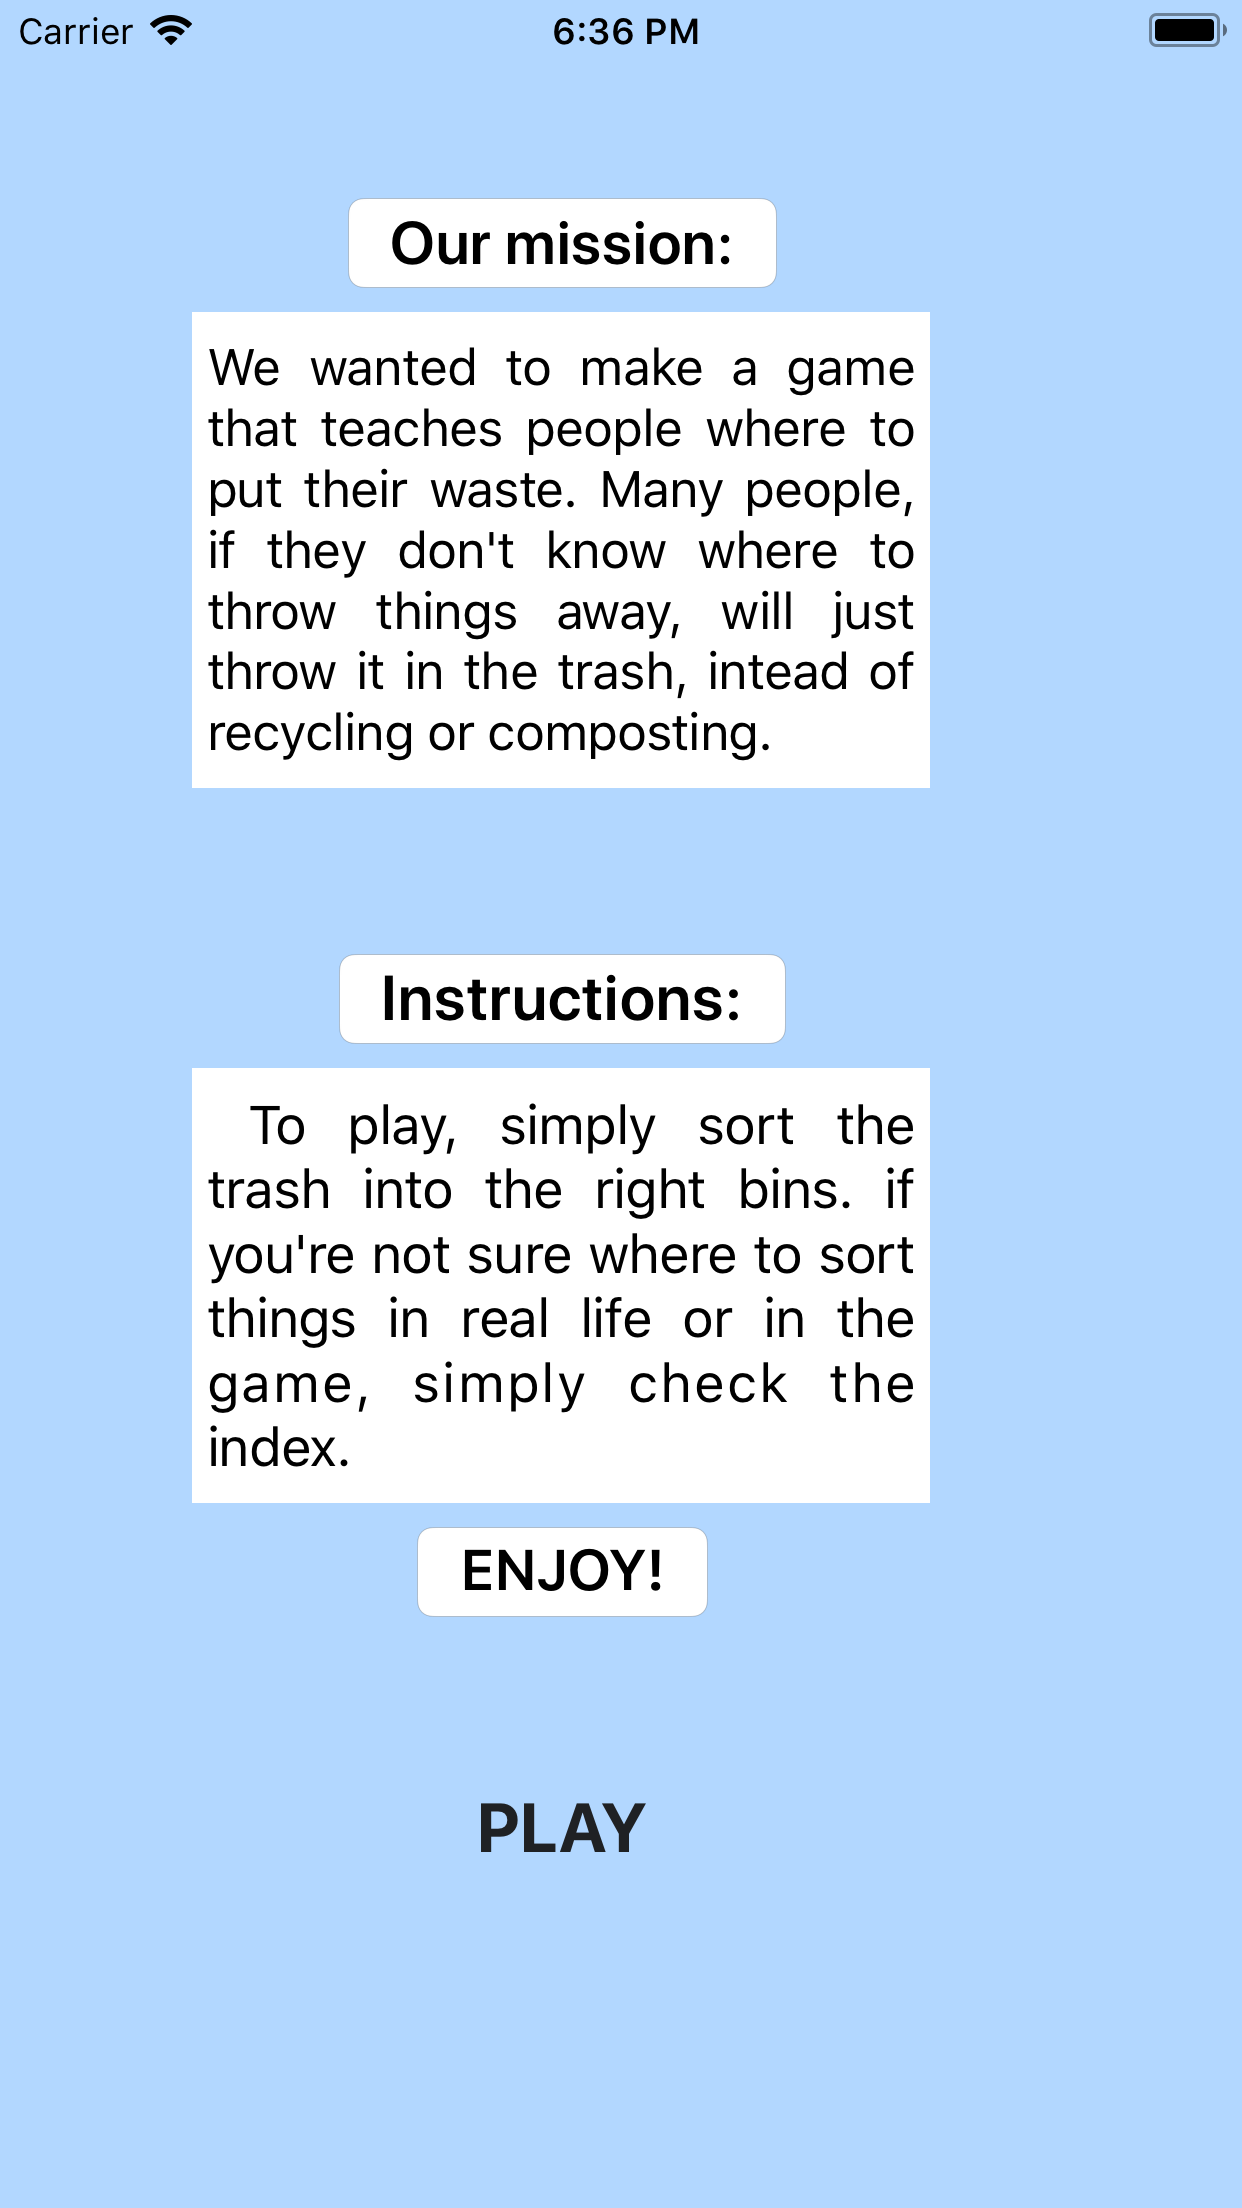 Carrier 6:36 PM
Our mission:
We wanted to make a game
that teaches people where to
put their waste. Many people,
if they don't know where to
throw things away, will just
throw it in the trash, intead of
recycling or composting.
Instructions:
To play, simply sort the
trash into the right bins. if
you're not sure where to sort
things in real life or in the
game, simply check the
index.
ENJOY!
PLAY